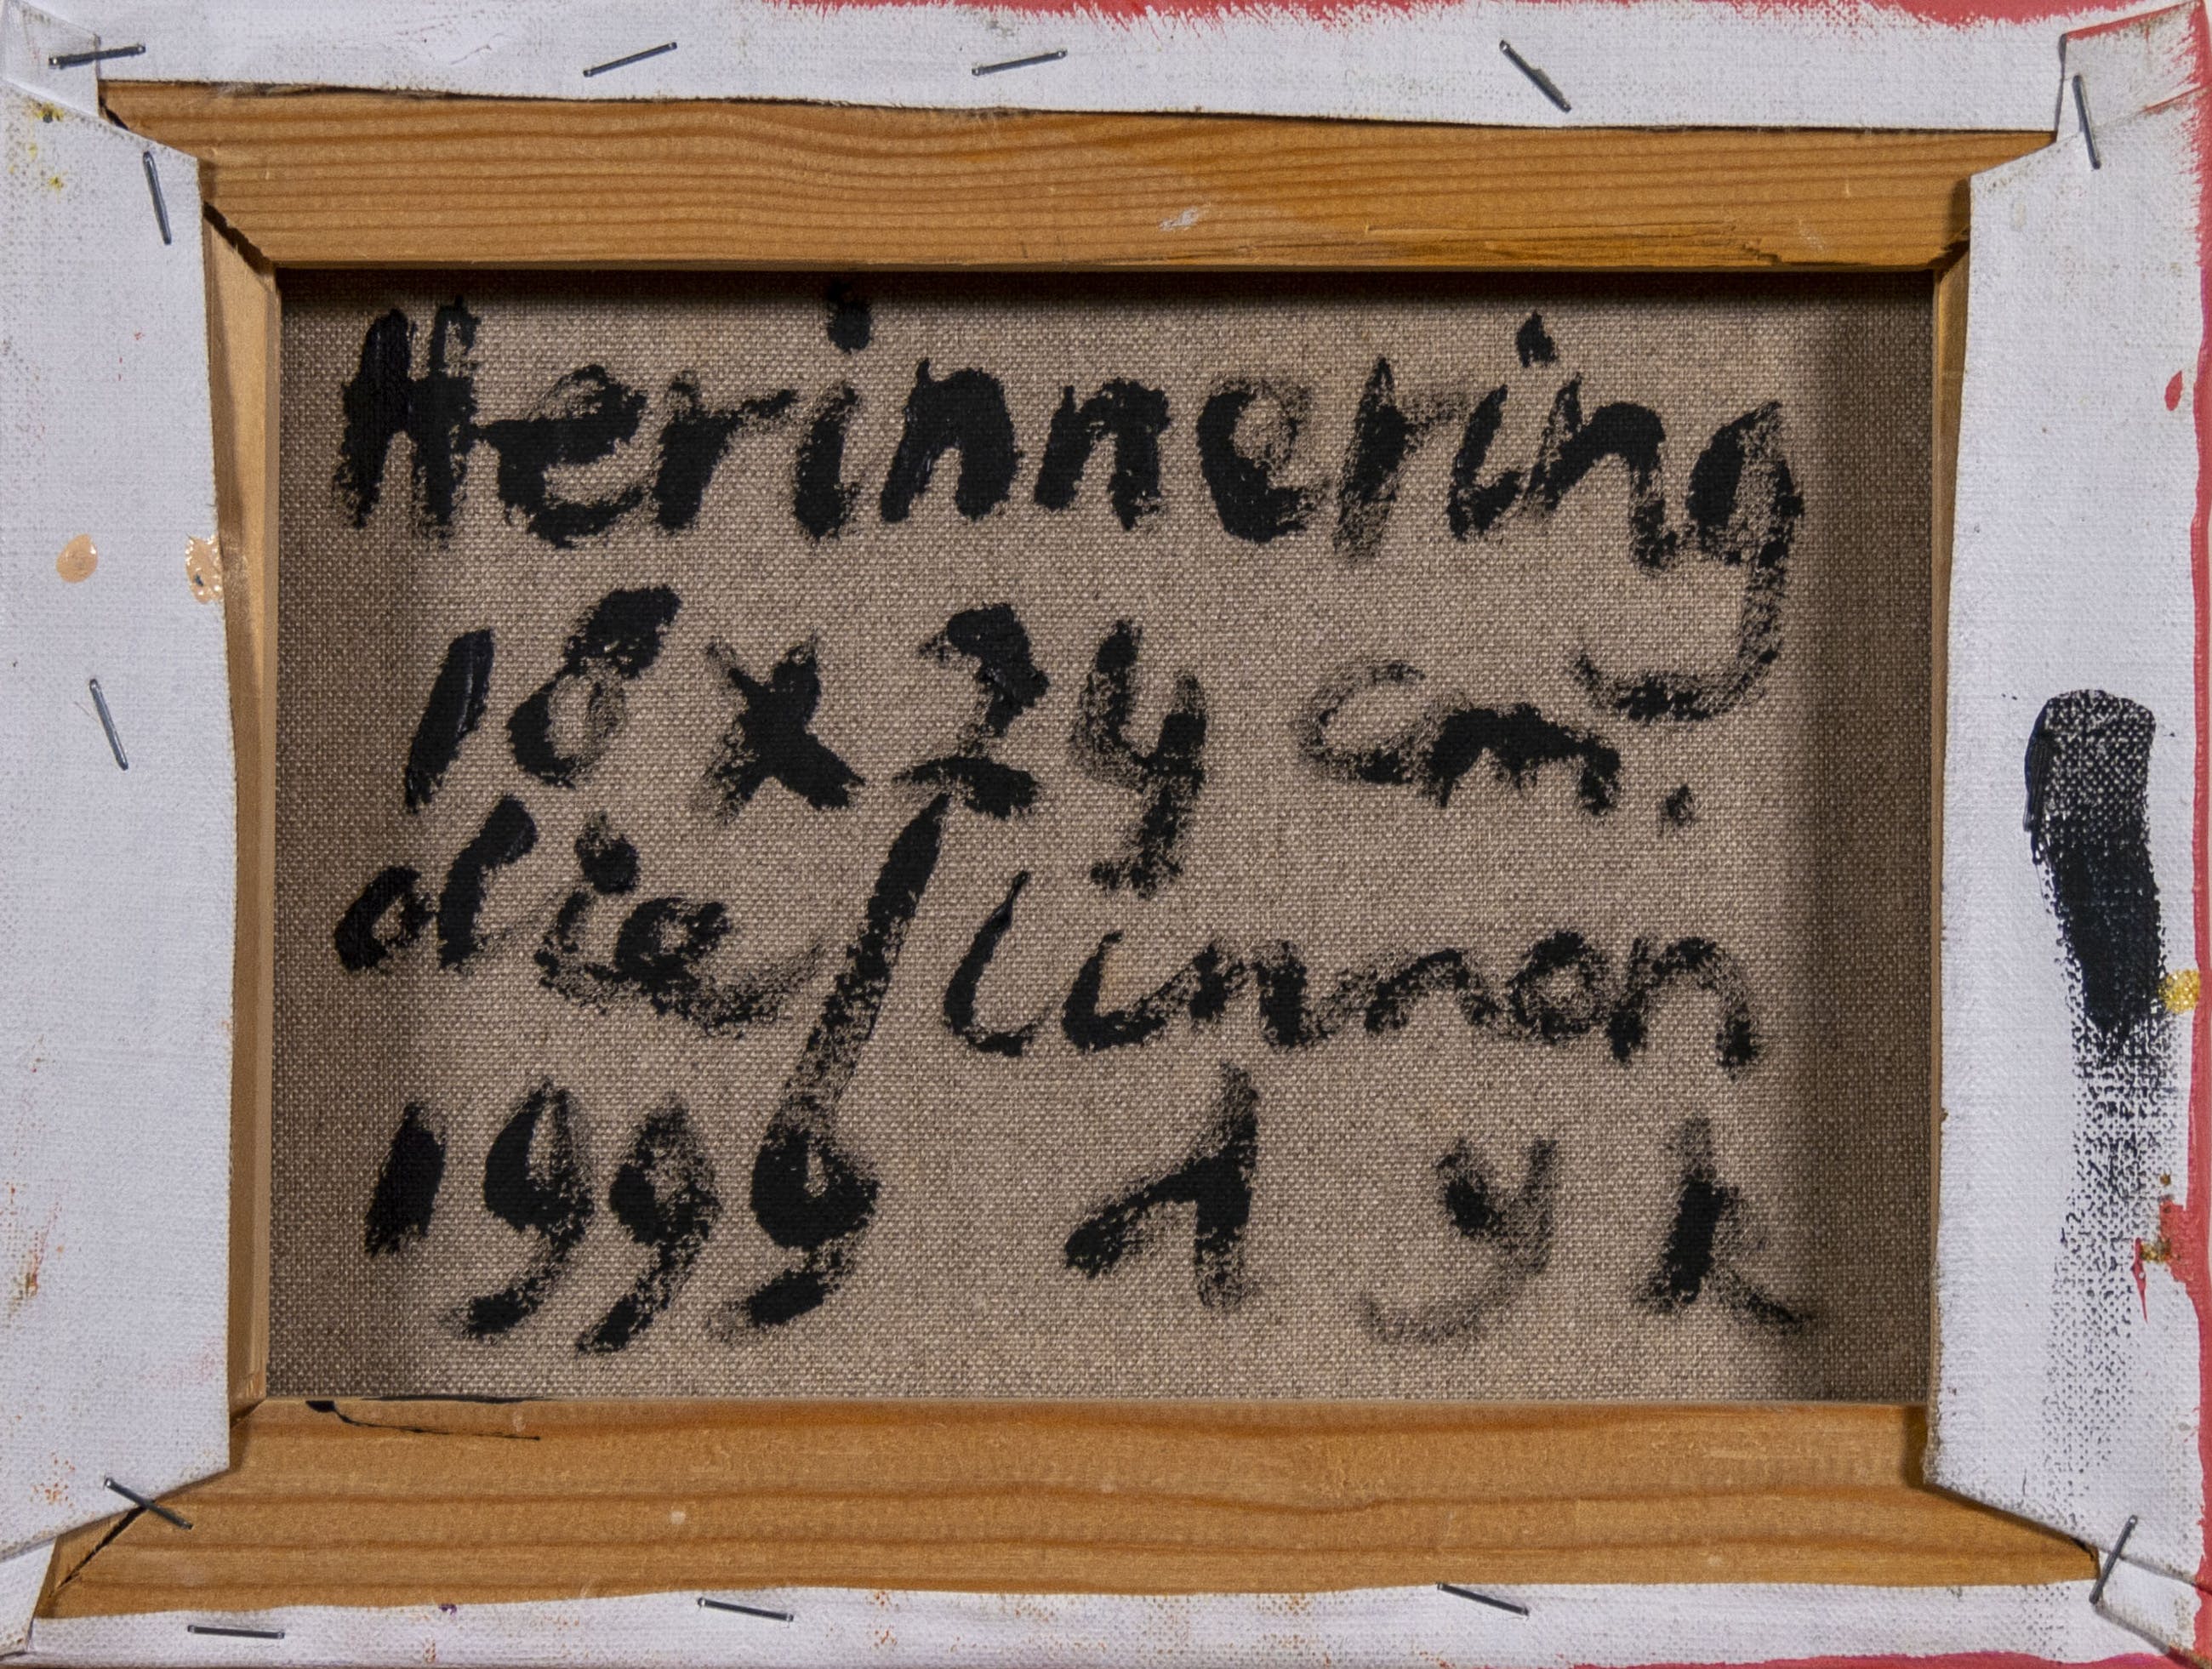 Herinnering
18 x 24 cm.
olie/linnen
1999